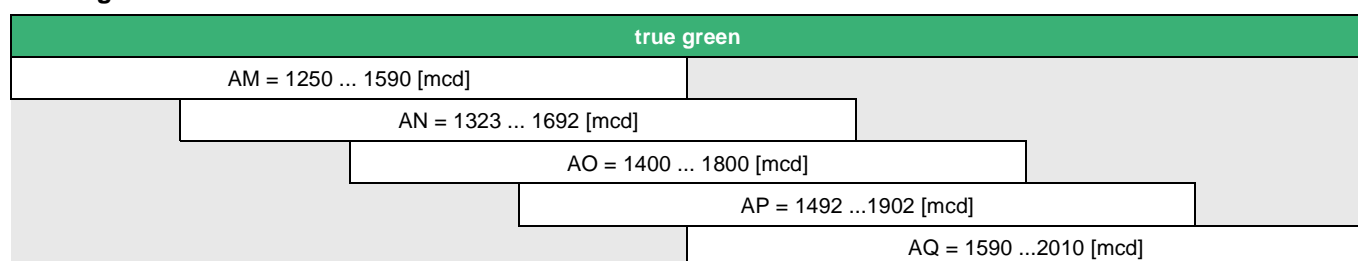 true green
AM = 1250 ... 1590 [mcd]
AN = 1323 ... 1692 [mcd]
AO = 1400 ... 1800 [mcd]
AP = 1492 ...1902 [mcd]
AQ = 1590 ...2010 [mcd]